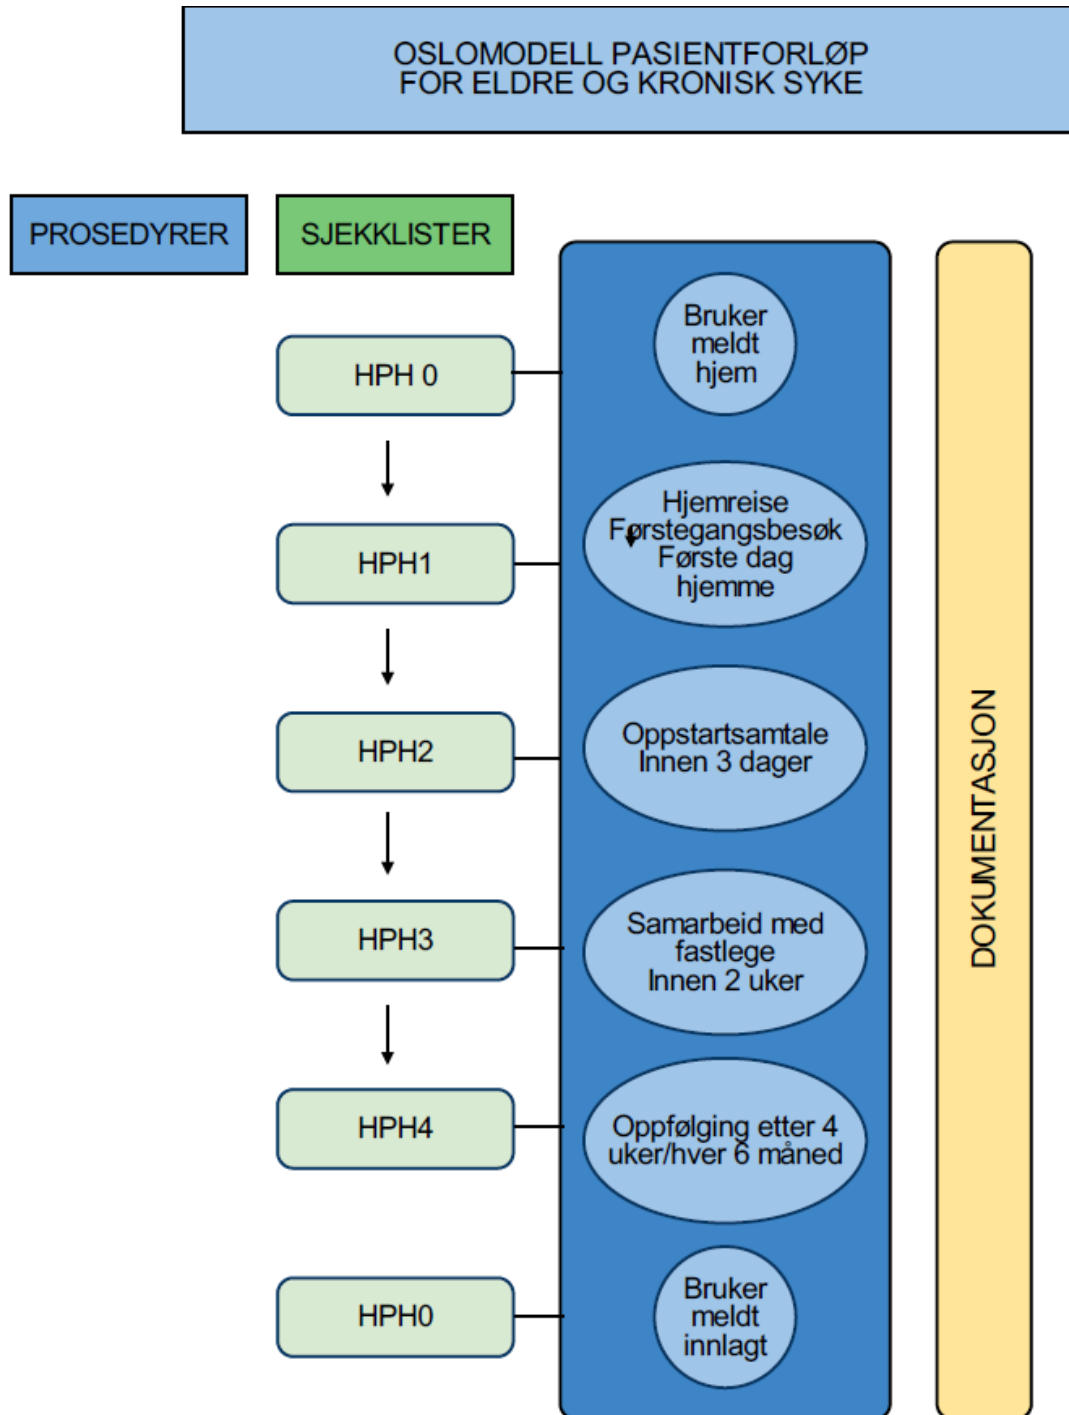 OSLOMODELL PASIENTFORLØP
FOR ELDRE OG KRONISK SYKE
PROSEDYRER
SJEKKLISTER
HPH 0
Bruker
meldt
hjem
HPH1
Hjemreise
Førstegangsbesøk
Første dag
hjemme
HPH2
Oppstartsamtale
Innen 3 dager
HPH3
Samarbeid med
fastlege
Innen 2 uker
HPH4
Oppfølging etter 4
uker/hver 6 måned
HPH0
Bruker
meldt
innlagt
DOKUMENTASJON